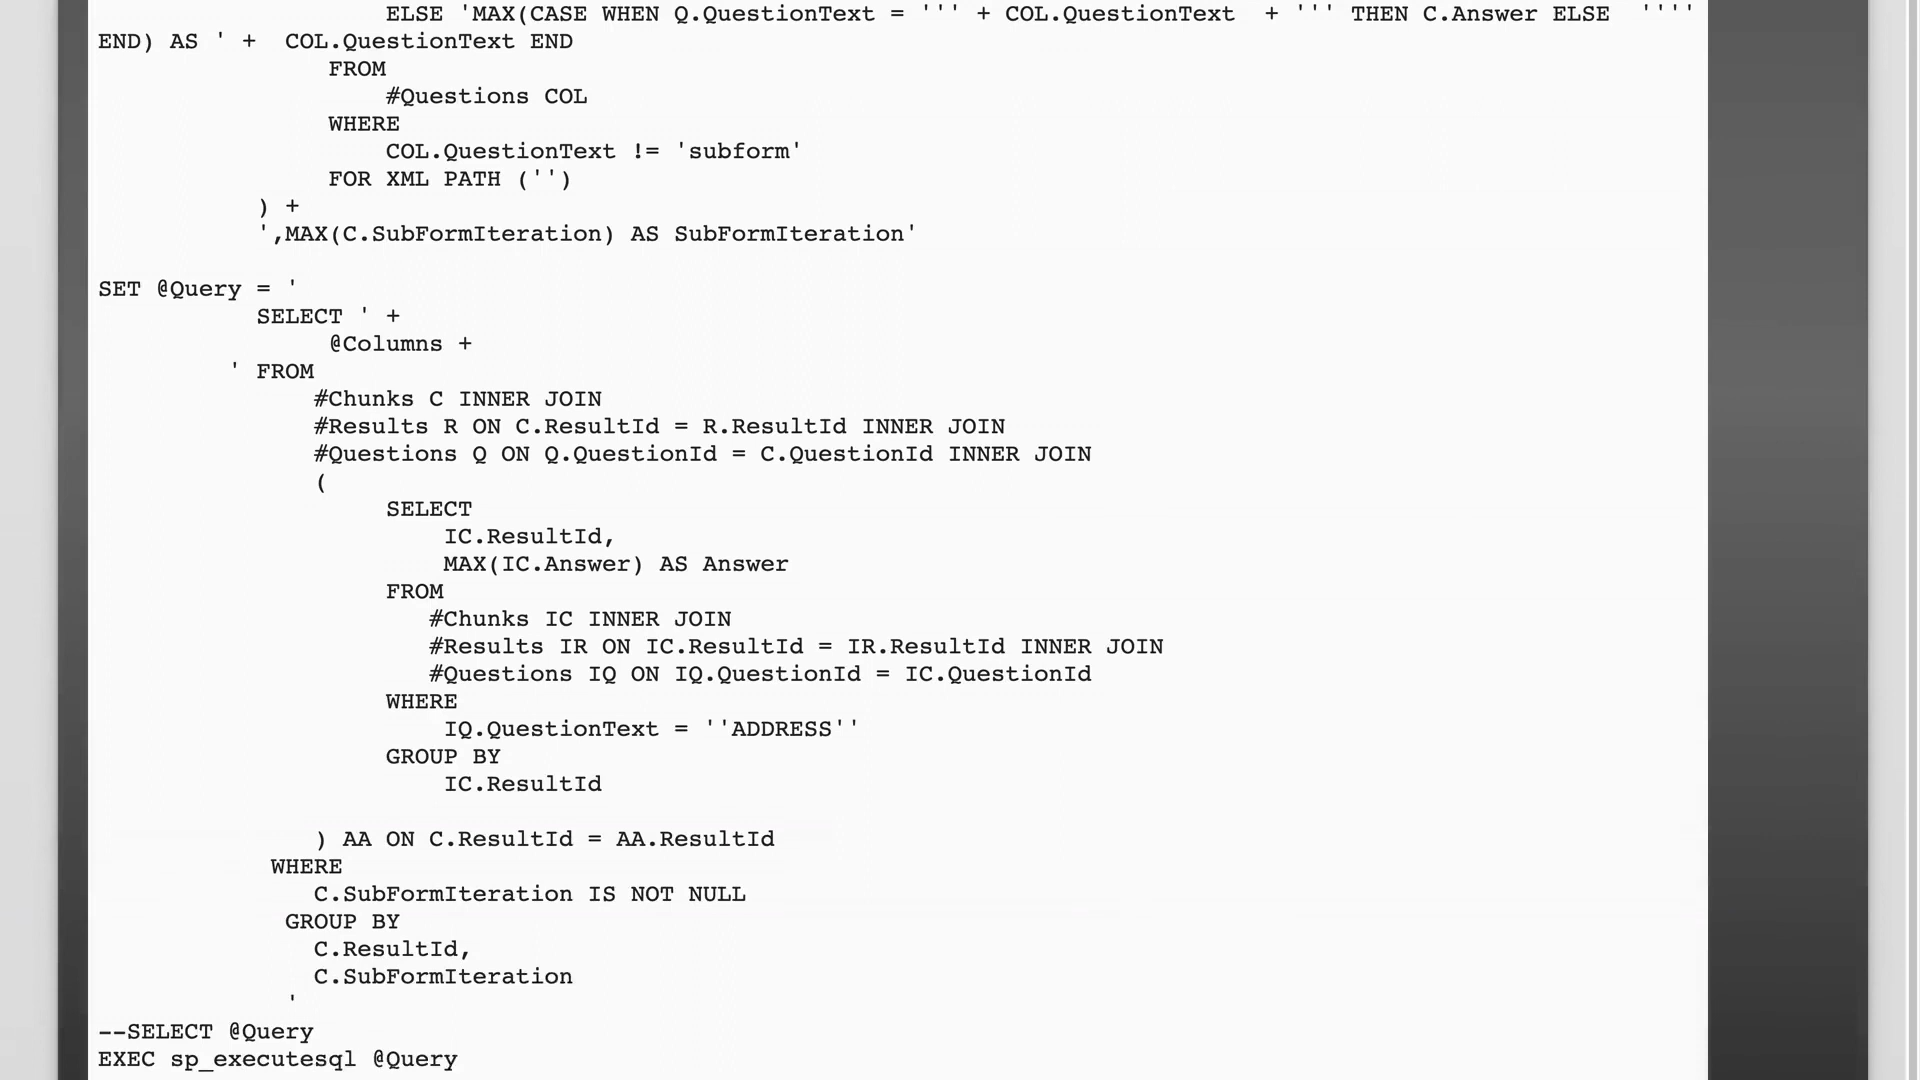 ELSE 'MAX(CASE WHEN Q.QuestionText = ''' + COL.QuestionText  + ''' THEN C.Answer ELSE  ''''
END) AS ' +  COL.QuestionText END
FROM
#Questions COL
WHERE
COL.QuestionText != 'subform'
FOR XML PATH ('')
) +
',MAX(C.SubFormIteration) AS SubFormIteration'
SET @Query = '
SELECT ' +
@Columns +
' FROM
#Chunks C INNER JOIN
#Results R ON C.ResultId = R.ResultId INNER JOIN
#Questions Q ON Q.QuestionId = C.QuestionId INNER JOIN
(
SELECT
IC.ResultId,
MAX(IC.Answer) AS Answer
FROM
#Chunks IC INNER JOIN
#Results IR ON IC.ResultId = IR.ResultId INNER JOIN
#Questions IQ ON IQ.QuestionId = IC.QuestionId
WHERE
IQ.QuestionText = ''ADDRESS''
GROUP BY
IC.ResultId
) AA ON C.ResultId = AA.ResultId
WHERE
C.SubFormIteration IS NOT NULL
GROUP BY
C.ResultId,
C.SubFormIteration
'
--SELECT @Query
EXEC sp_executesql @Query